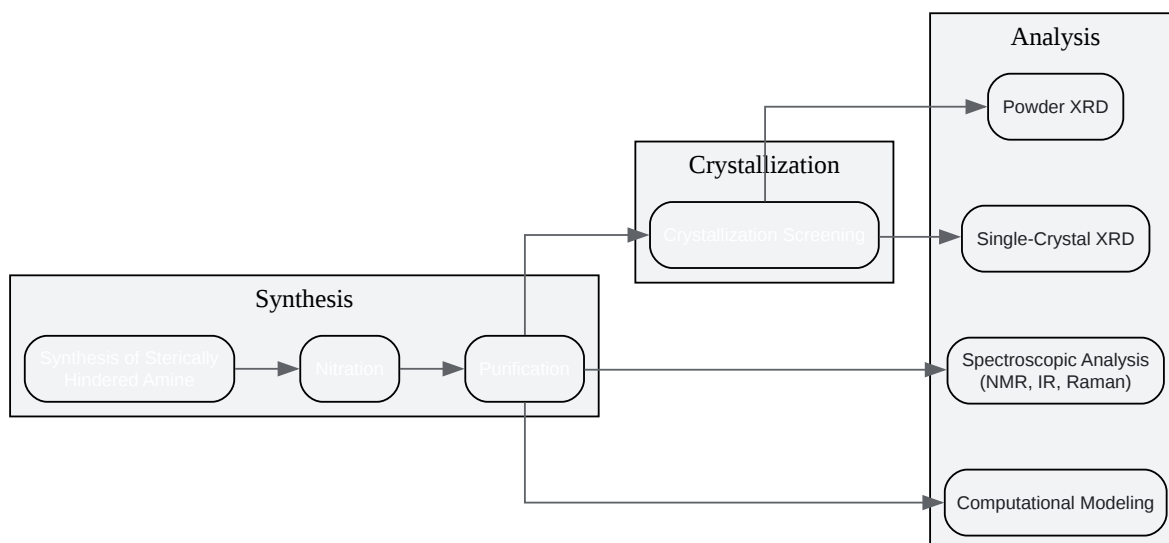 Analysis
Powder XRD
Crystallization
Crystallization Screening
Single-Crystal XRD
Synthesis
Synthesis of Sterically
Hindered Amine
Nitration
Purification
Spectroscopic Analysis
(NMR, IR, Raman)
Computational Modeling